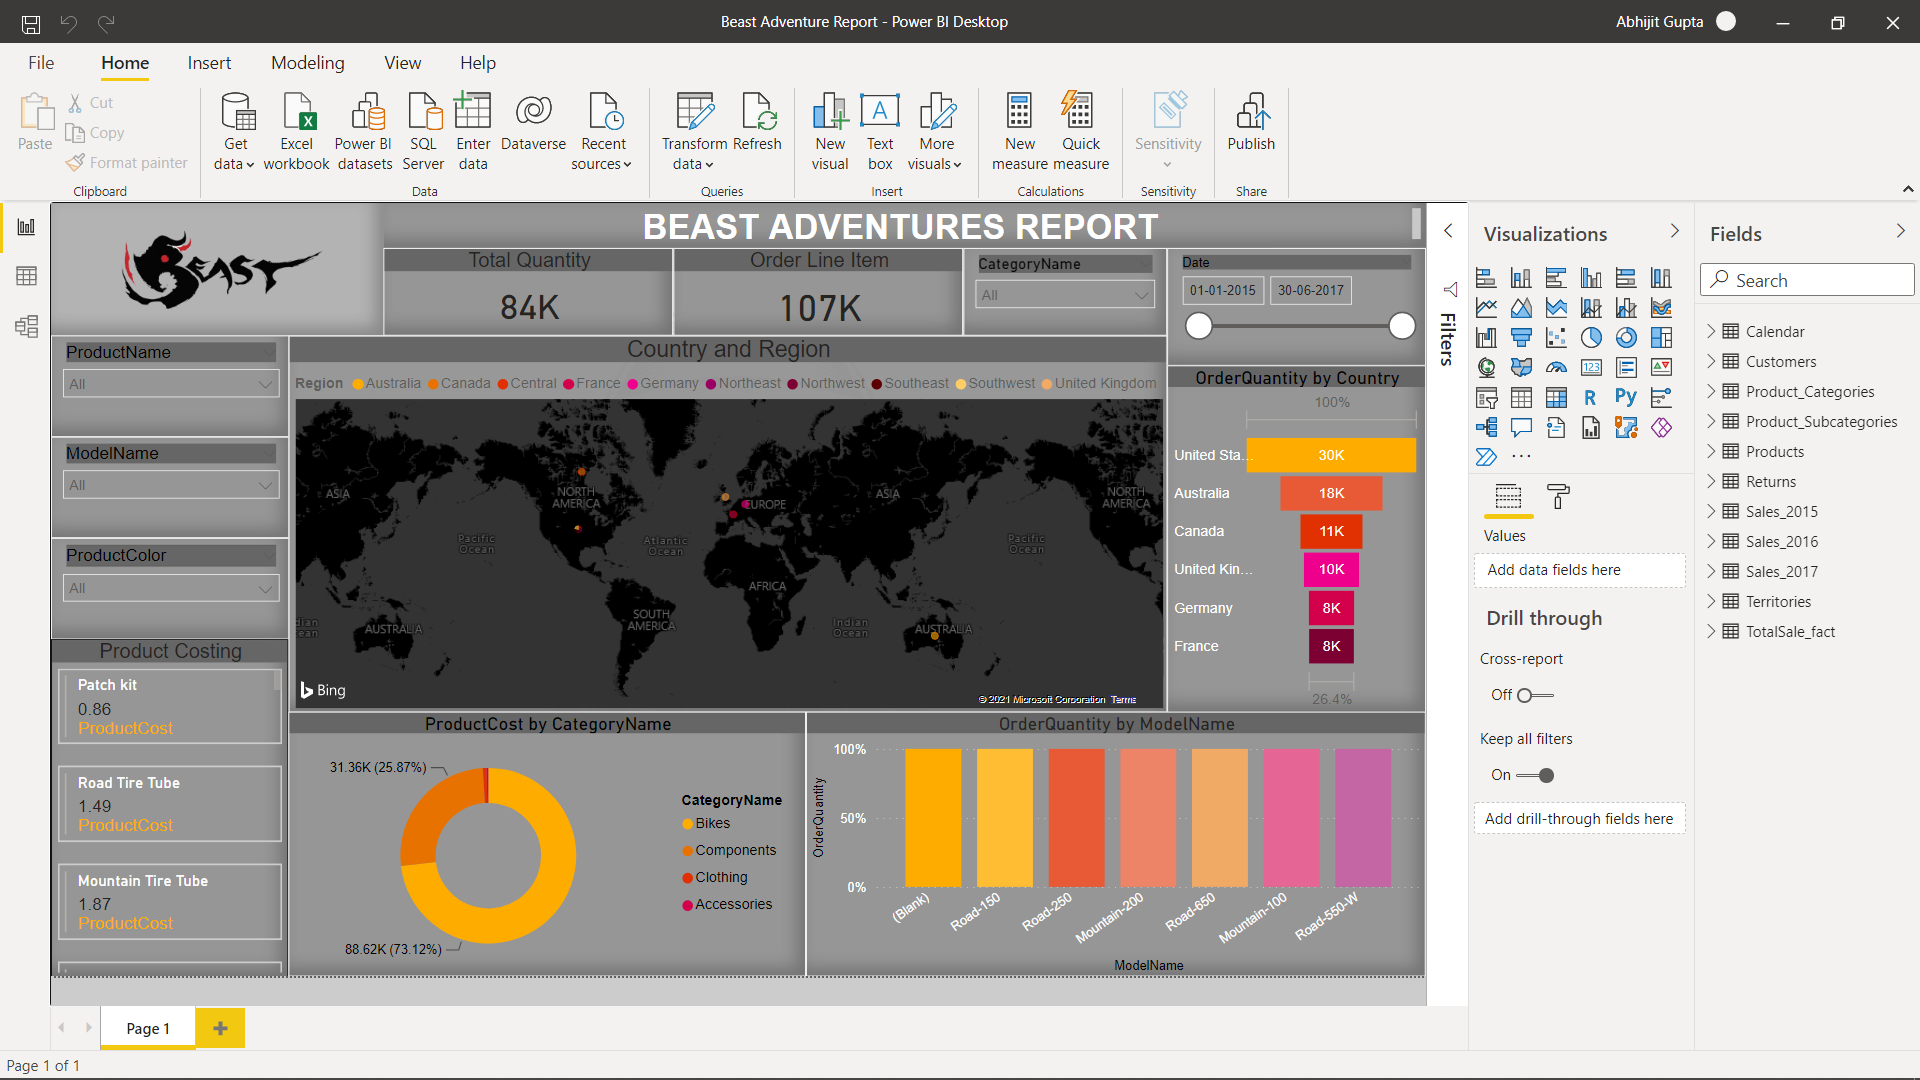 Beast Adventure Report - Power BI Desktop
Abhijit Gupta
File Home Insert Modeling View Help
Paste
Cut
Copy
Format painter
Clipboard
Get data
Excel workbook
Power BI datasets
SQL Server
Enter data
Dataverse
Recent sources
Data
Transform data
Refresh
Queries
New visual
Text box
More visuals
Insert
New measure
Quick measure
Calculations
Sensitivity
Sensitivity
Publish
Share
BEAST
BEAST ADVENTURES REPORT
Total Quantity
84K
Order Line Item
107K
CategoryName
All
Date
01-01-2015 30-06-2017
ProductName
All
ModelName
All
ProductColor
All
Country and Region
Region Australia Canada Central France Germany Northeast Northwest Southeast Southwest United Kingdom
ASIA
NORTH AMERICA
EUROPE
ASIA
NORTH AMERICA
Pacific Ocean
Atlantic Ocean
Pacific Ocean
AFRICA
SOUTH AMERICA
Indian Ocean
AUSTRALIA
AUSTRALIA
Bing
© 2021 Microsoft Corporation Terms
OrderQuantity by Country
100%
United Sta... 30K
Australia 18K
Canada 11K
United Kin... 10K
Germany 8K
France 8K
26.4%
Product Costing
Patch kit
0.86
ProductCost
Road Tire Tube
1.49
ProductCost
Mountain Tire Tube
1.87
ProductCost
ProductCost by CategoryName
31.36K (25.87%)
88.62K (73.12%)
CategoryName
Bikes
Components
Clothing
Accessories
OrderQuantity by ModelName
100%
50%
0%
OrderQuantity
(Blank) Road-150 Road-250 Mountain-200 Road-650 Mountain-100 Road-550-W
ModelName
Filters
Visualizations
123
R
Py
Values
Add data fields here
Drill through
Cross-report
Off
Keep all filters
On
Add drill-through fields here
Fields
Search
Calendar
Customers
Product_Categories
Product_Subcategories
Products
Returns
Sales_2015
Sales_2016
Sales_2017
Territories
TotalSale_fact
Page 1
Page 1 of 1